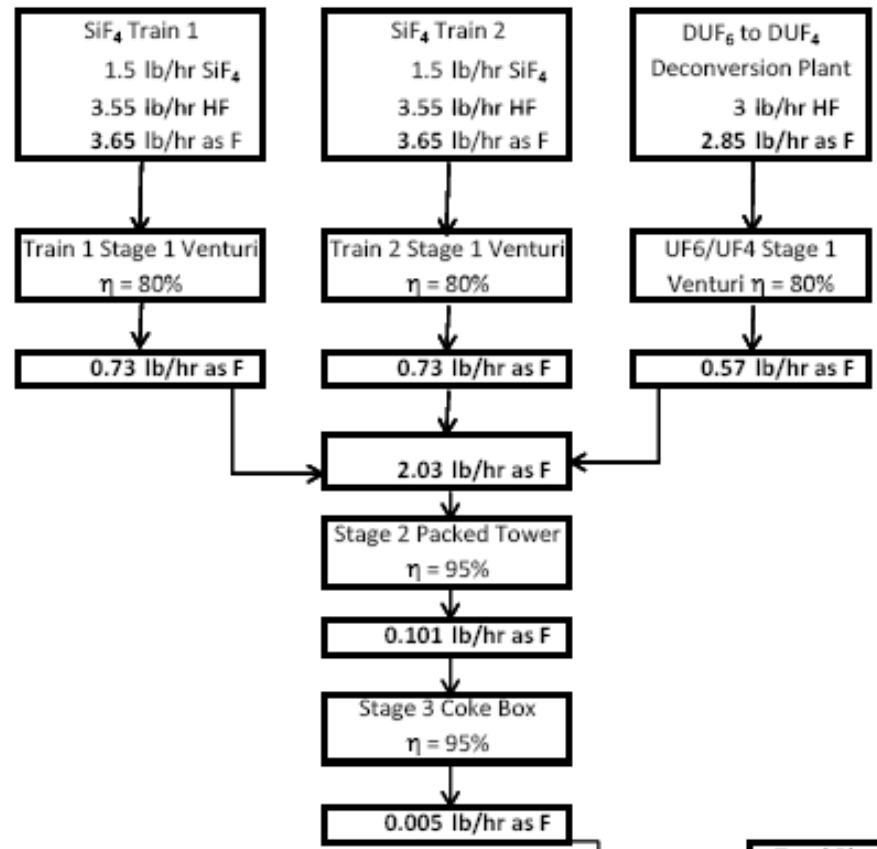 SiF₄ Train 1
1.5 lb/hr SiF₄
3.55 lb/hr HF
3.65 lb/hr as F
SiF₄ Train 2
1.5 lb/hr SiF₄
3.55 lb/hr HF
3.65 lb/hr as F
DUF₆ to DUF₄
Deconversion Plant
3 lb/hr HF
2.85 lb/hr as F
Train 1 Stage 1 Venturi
η = 80%
Train 2 Stage 1 Venturi
η = 80%
UF6/UF4 Stage 1
Venturi η = 80%
0.73 lb/hr as F
0.73 lb/hr as F
0.57 lb/hr as F
2.03 lb/hr as F
Stage 2 Packed Tower
η = 95%
0.101 lb/hr as F
Stage 3 Coke Box
η = 95%
0.005 lb/hr as F